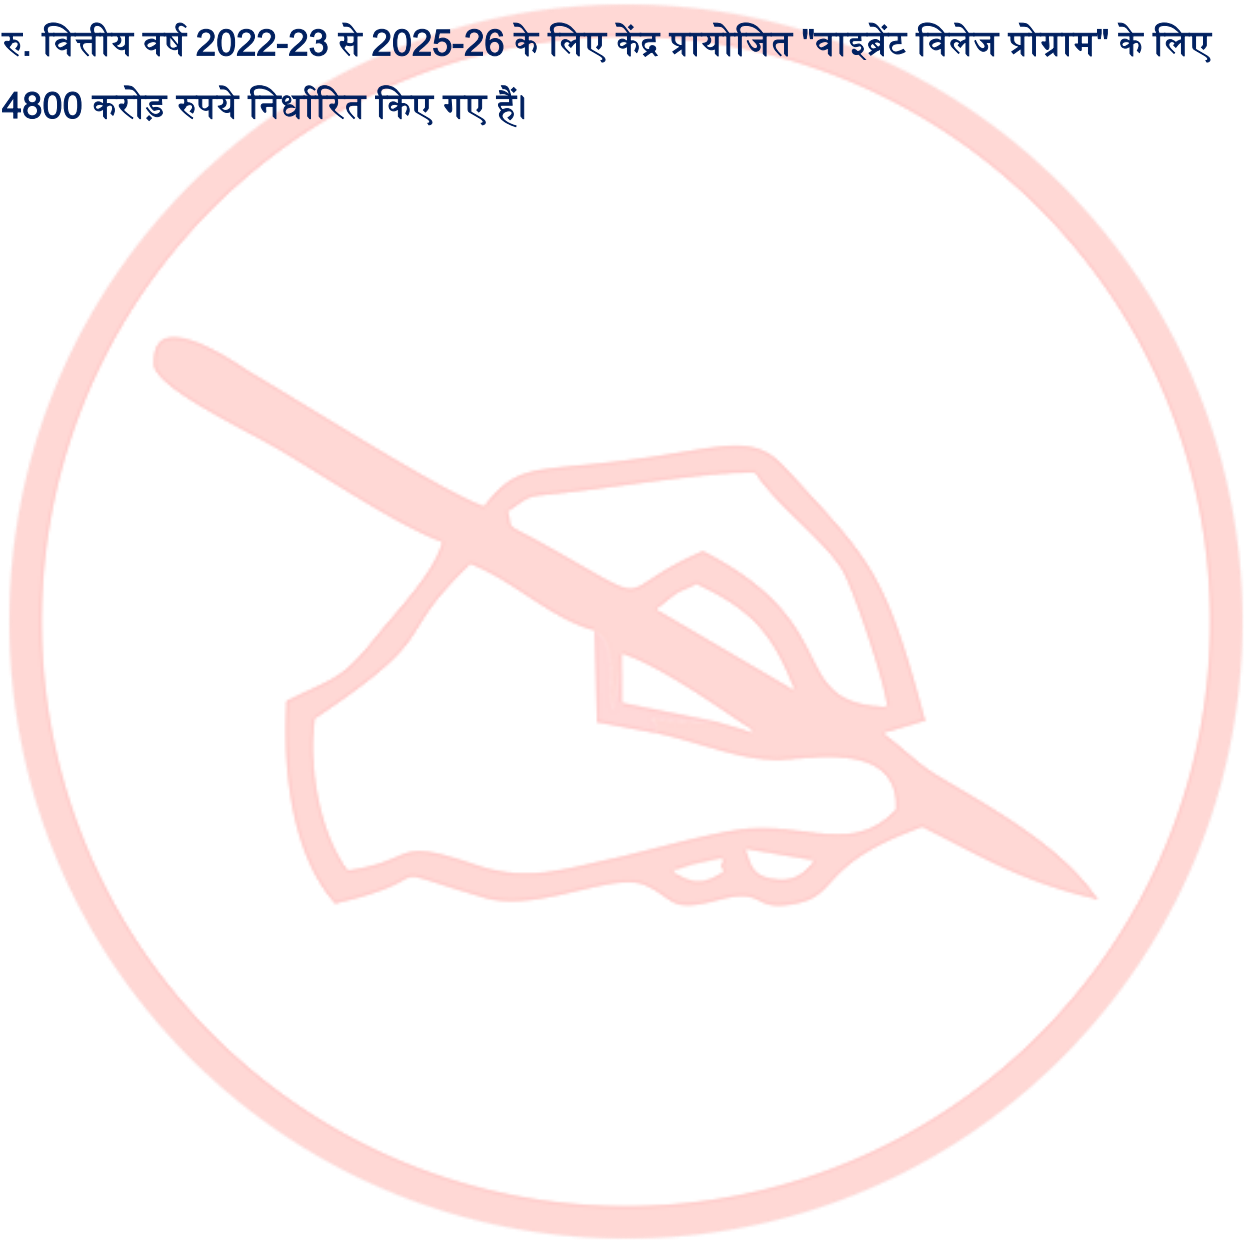 रु. वित्तीय वर्ष 2022-23 से 2025-26 के लिए केंद्र प्रायोजित "वाइब्रेंट विलेज प्रोग्राम" के लिए
4800 करोड़ रुपये निर्धारित किए गए हैं।